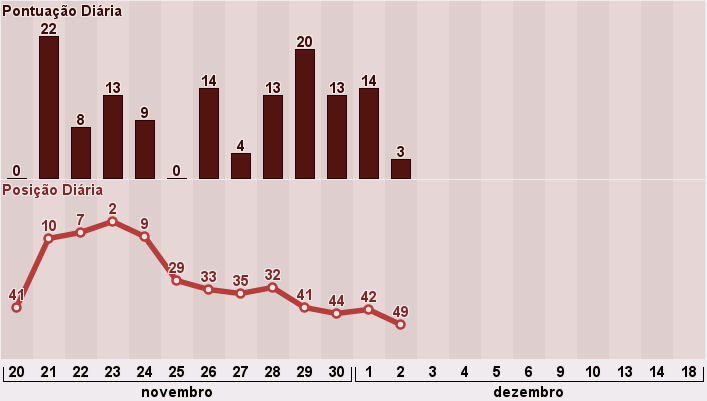 Pontuação Diária
0 22 8 13 9 0 14 4 13 20 13 14 3
Posição Diária
41 10 7 2 9 29 33 35 32 41 44 42 49
20 21 22 23 24 25 26 27 28 29 30 1 2 3 4 5 6 9 10 13 14 18
novembro dezembro